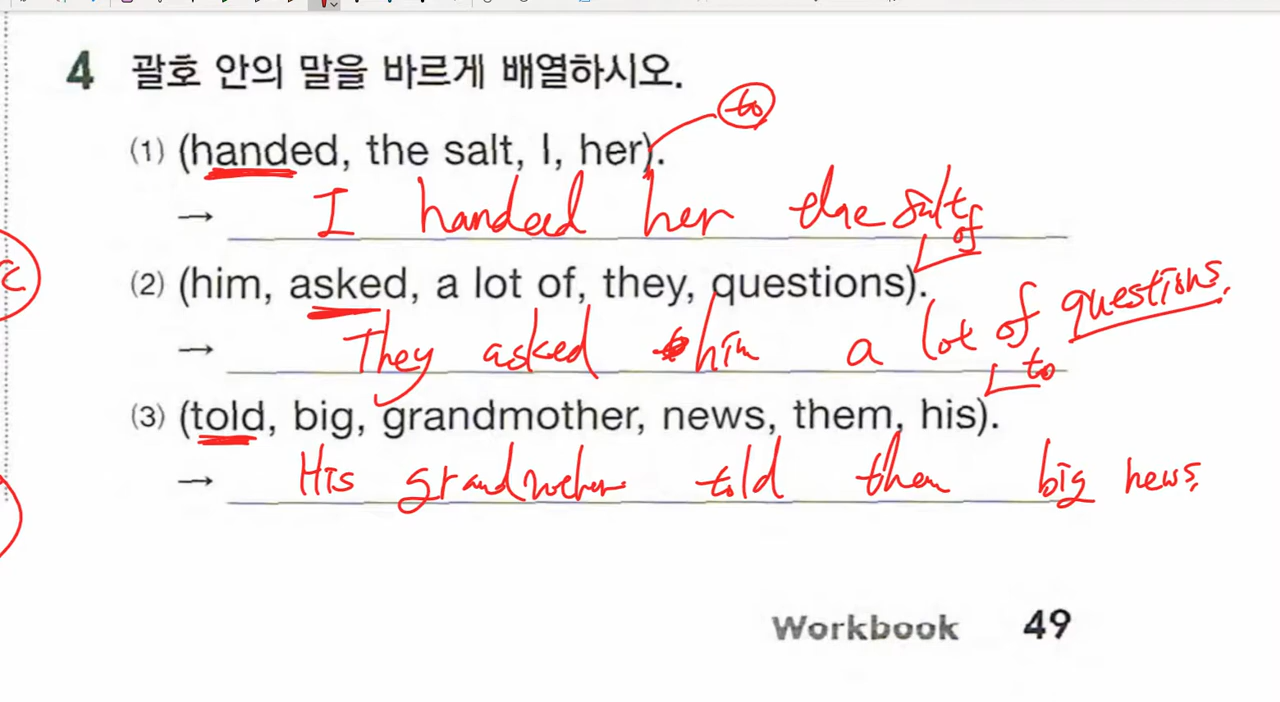 4 괄호 안의 말을 바르게 배열하시오.
to
(1) (handed, the salt, I, her).
→ I handed her the salt
of
(2) (him, asked, a lot of, they, questions).
→ They asked him a lot of questions.
to
(3) (told, big, grandmother, news, them, his).
→ His grandmother told them big news.
Workbook 49